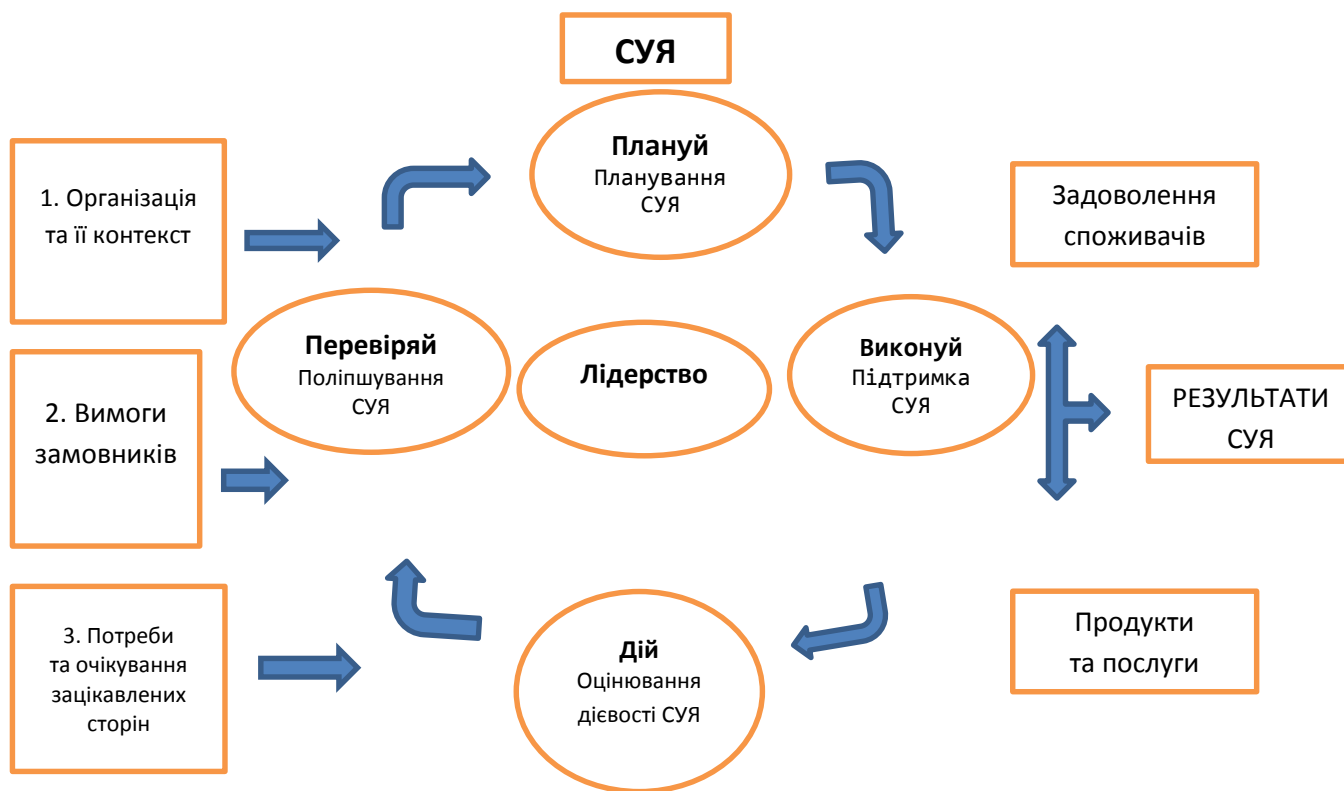 СУЯ
Плануй
Планування
СУЯ
1. Організація
та її контекст
Задоволення
споживачів
Перевіряй
Поліпшування
СУЯ
Лідерство
Виконуй
Підтримка
СУЯ
2. Вимоги
замовників
РЕЗУЛЬТАТИ
СУЯ
3. Потреби
та очікування
зацікавлених
сторін
Дій
Оцінювання
дієвості СУЯ
Продукти
та послуги